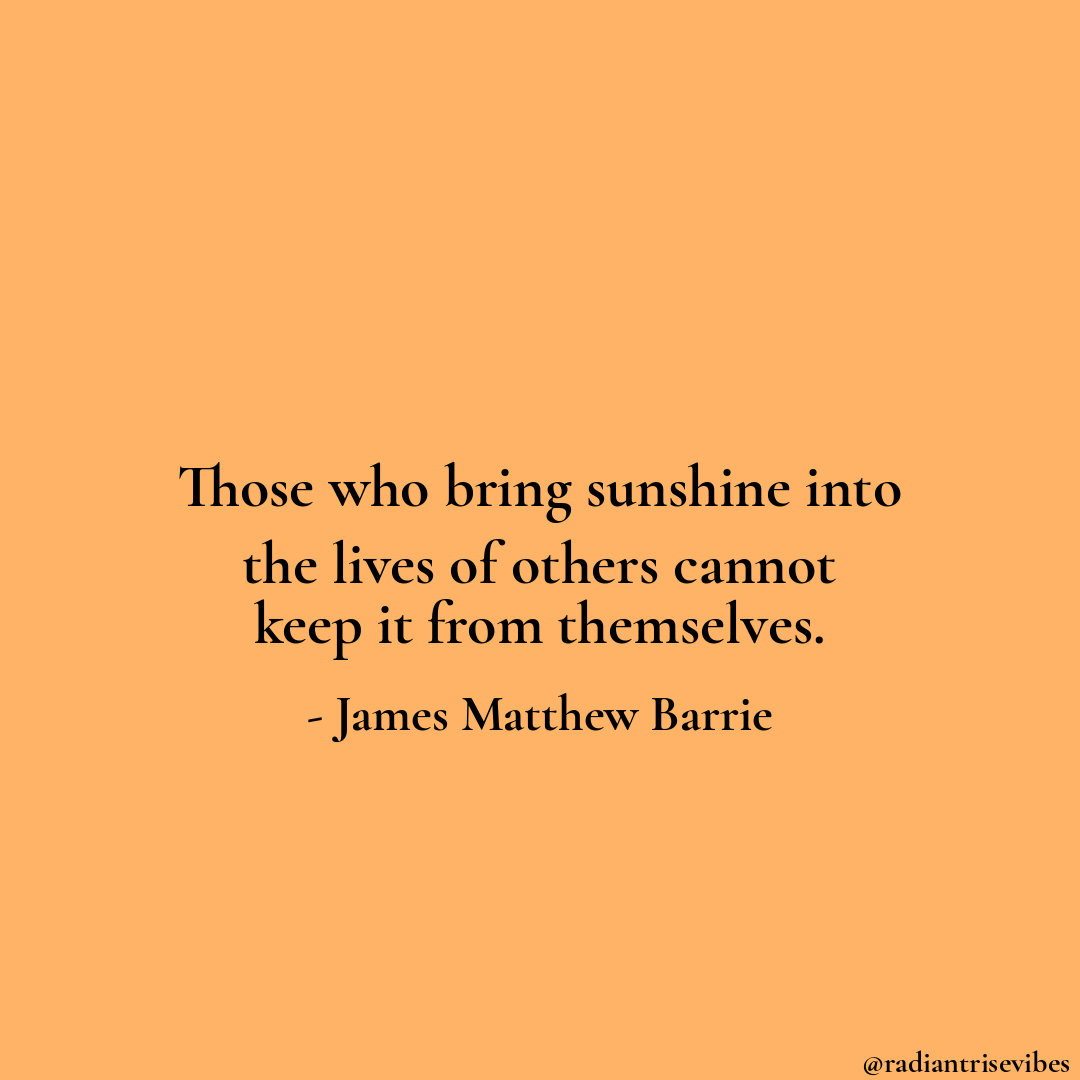 Those who bring sunshine into
the lives of others cannot
keep it from themselves.
- James Matthew Barrie
@radiantrisevibes